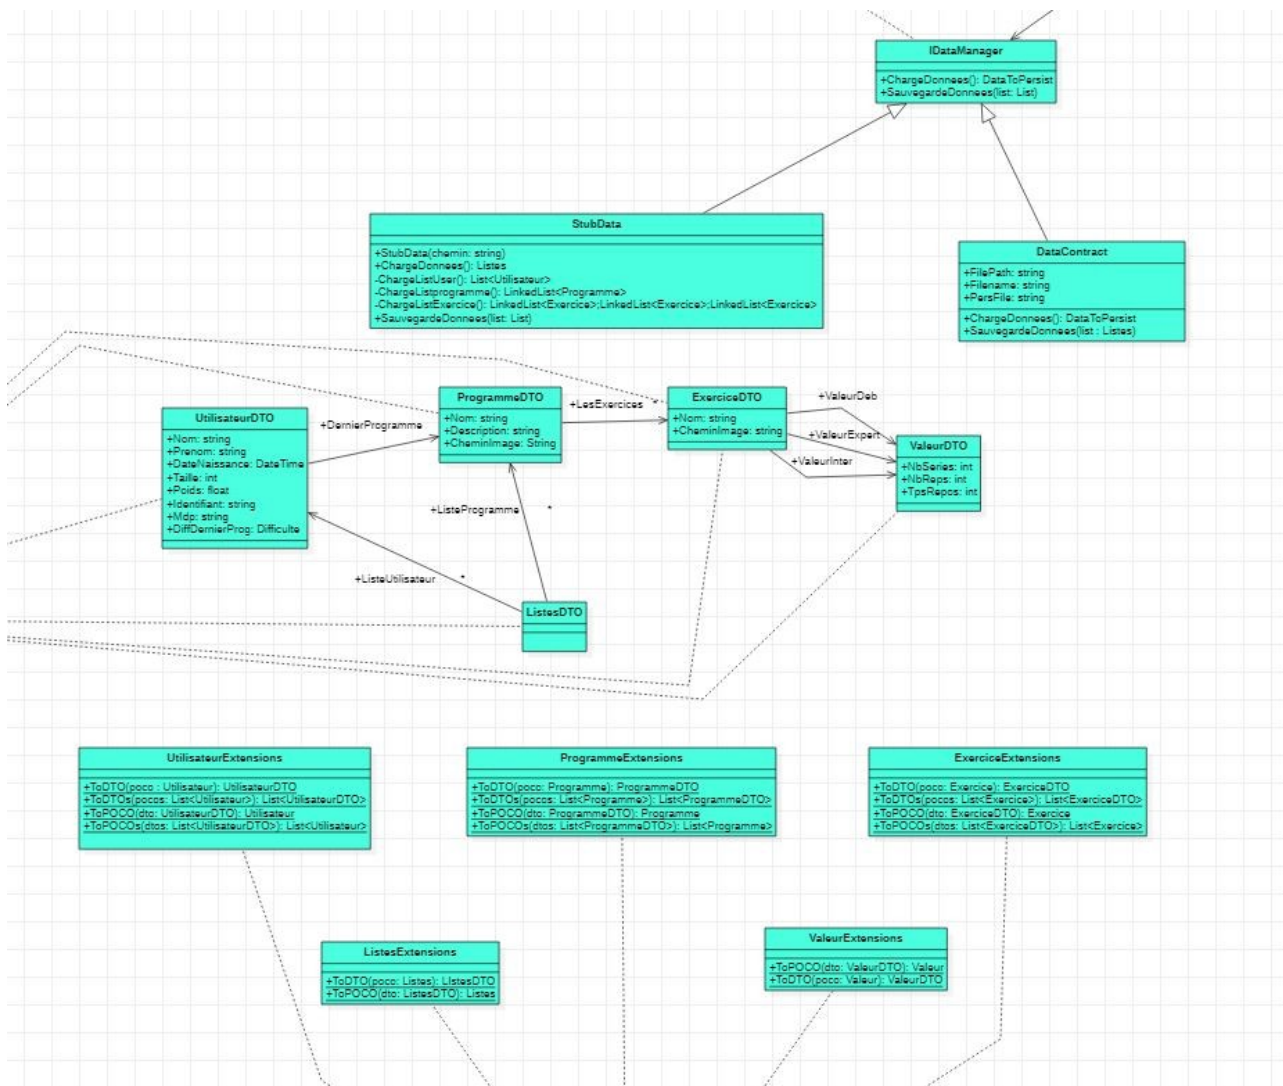 IDataManager
+ChargeDonnees(): DataToPersist
+SauvegardeDonnees(list: List)
StubData
+StubData(chemin: string)
+ChargeDonnees(): Listes
-ChargeListUser(): List<Utilisateur>
-ChargeListprogramme(): LinkedList<Programme>
-ChargeListExercice(): LinkedList<Exercice>;LinkedList<Exercice>;LinkedList<Exercice>
+SauvegardeDonnees(list: List)
DataContract
+FilePath: string
+Filename: string
+PersFile: string
+ChargeDonnees(): DataToPersist
+SauvegardeDonnees(list : Listes)
UtilisateurDTO
+Nom: string
+Prenom: string
+DateNaissance: DateTime
+Taille: int
+Poids: float
+Identifiant: string
+Mdp: string
+DiffDernierProg: Difficulte
+DernierProgramme
ProgrammeDTO
+Nom: string
+Description: string
+CheminImage: String
+LesExercices *
ExerciceDTO
+Nom: string
+CheminImage: string
+ValeurDeb
+ValeurExpert
+ValeurInter
ValeurDTO
+NbSeries: int
+NbReps: int
+TpsRepos: int
+ListeProgramme *
+ListeUtilisateur *
ListesDTO
UtilisateurExtensions
+ToDTO(poco : Utilisateur): UtilisateurDTO
+ToDTOs(pocos: List<Utilisateur>): List<UtilisateurDTO>
+ToPOCO(dto: UtilisateurDTO): Utilisateur
+ToPOCOs(dtos: List<UtilisateurDTO>): List<Utilisateur>
ProgrammeExtensions
+ToDTO(poco: Programme): ProgrammeDTO
+ToDTOs(pocos: List<Programme>): List<ProgrammeDTO>
+ToPOCO(dto: ProgrammeDTO): Programme
+ToPOCOs(dtos: List<ProgrammeDTO>): List<Programme>
ExerciceExtensions
+ToDTO(poco: Exercice): ExerciceDTO
+ToDTOs(pocos: List<Exercice>): List<ExerciceDTO>
+ToPOCO(dto: ExerciceDTO): Exercice
+ToPOCOs(dtos: List<ExerciceDTO>): List<Exercice>
ListesExtensions
+ToDTO(poco: Listes): LIstesDTO
+ToPOCO(dto: ListesDTO): Listes
ValeurExtensions
+ToPOCO(dto: ValeurDTO): Valeur
+ToDTO(poco: Valeur): ValeurDTO